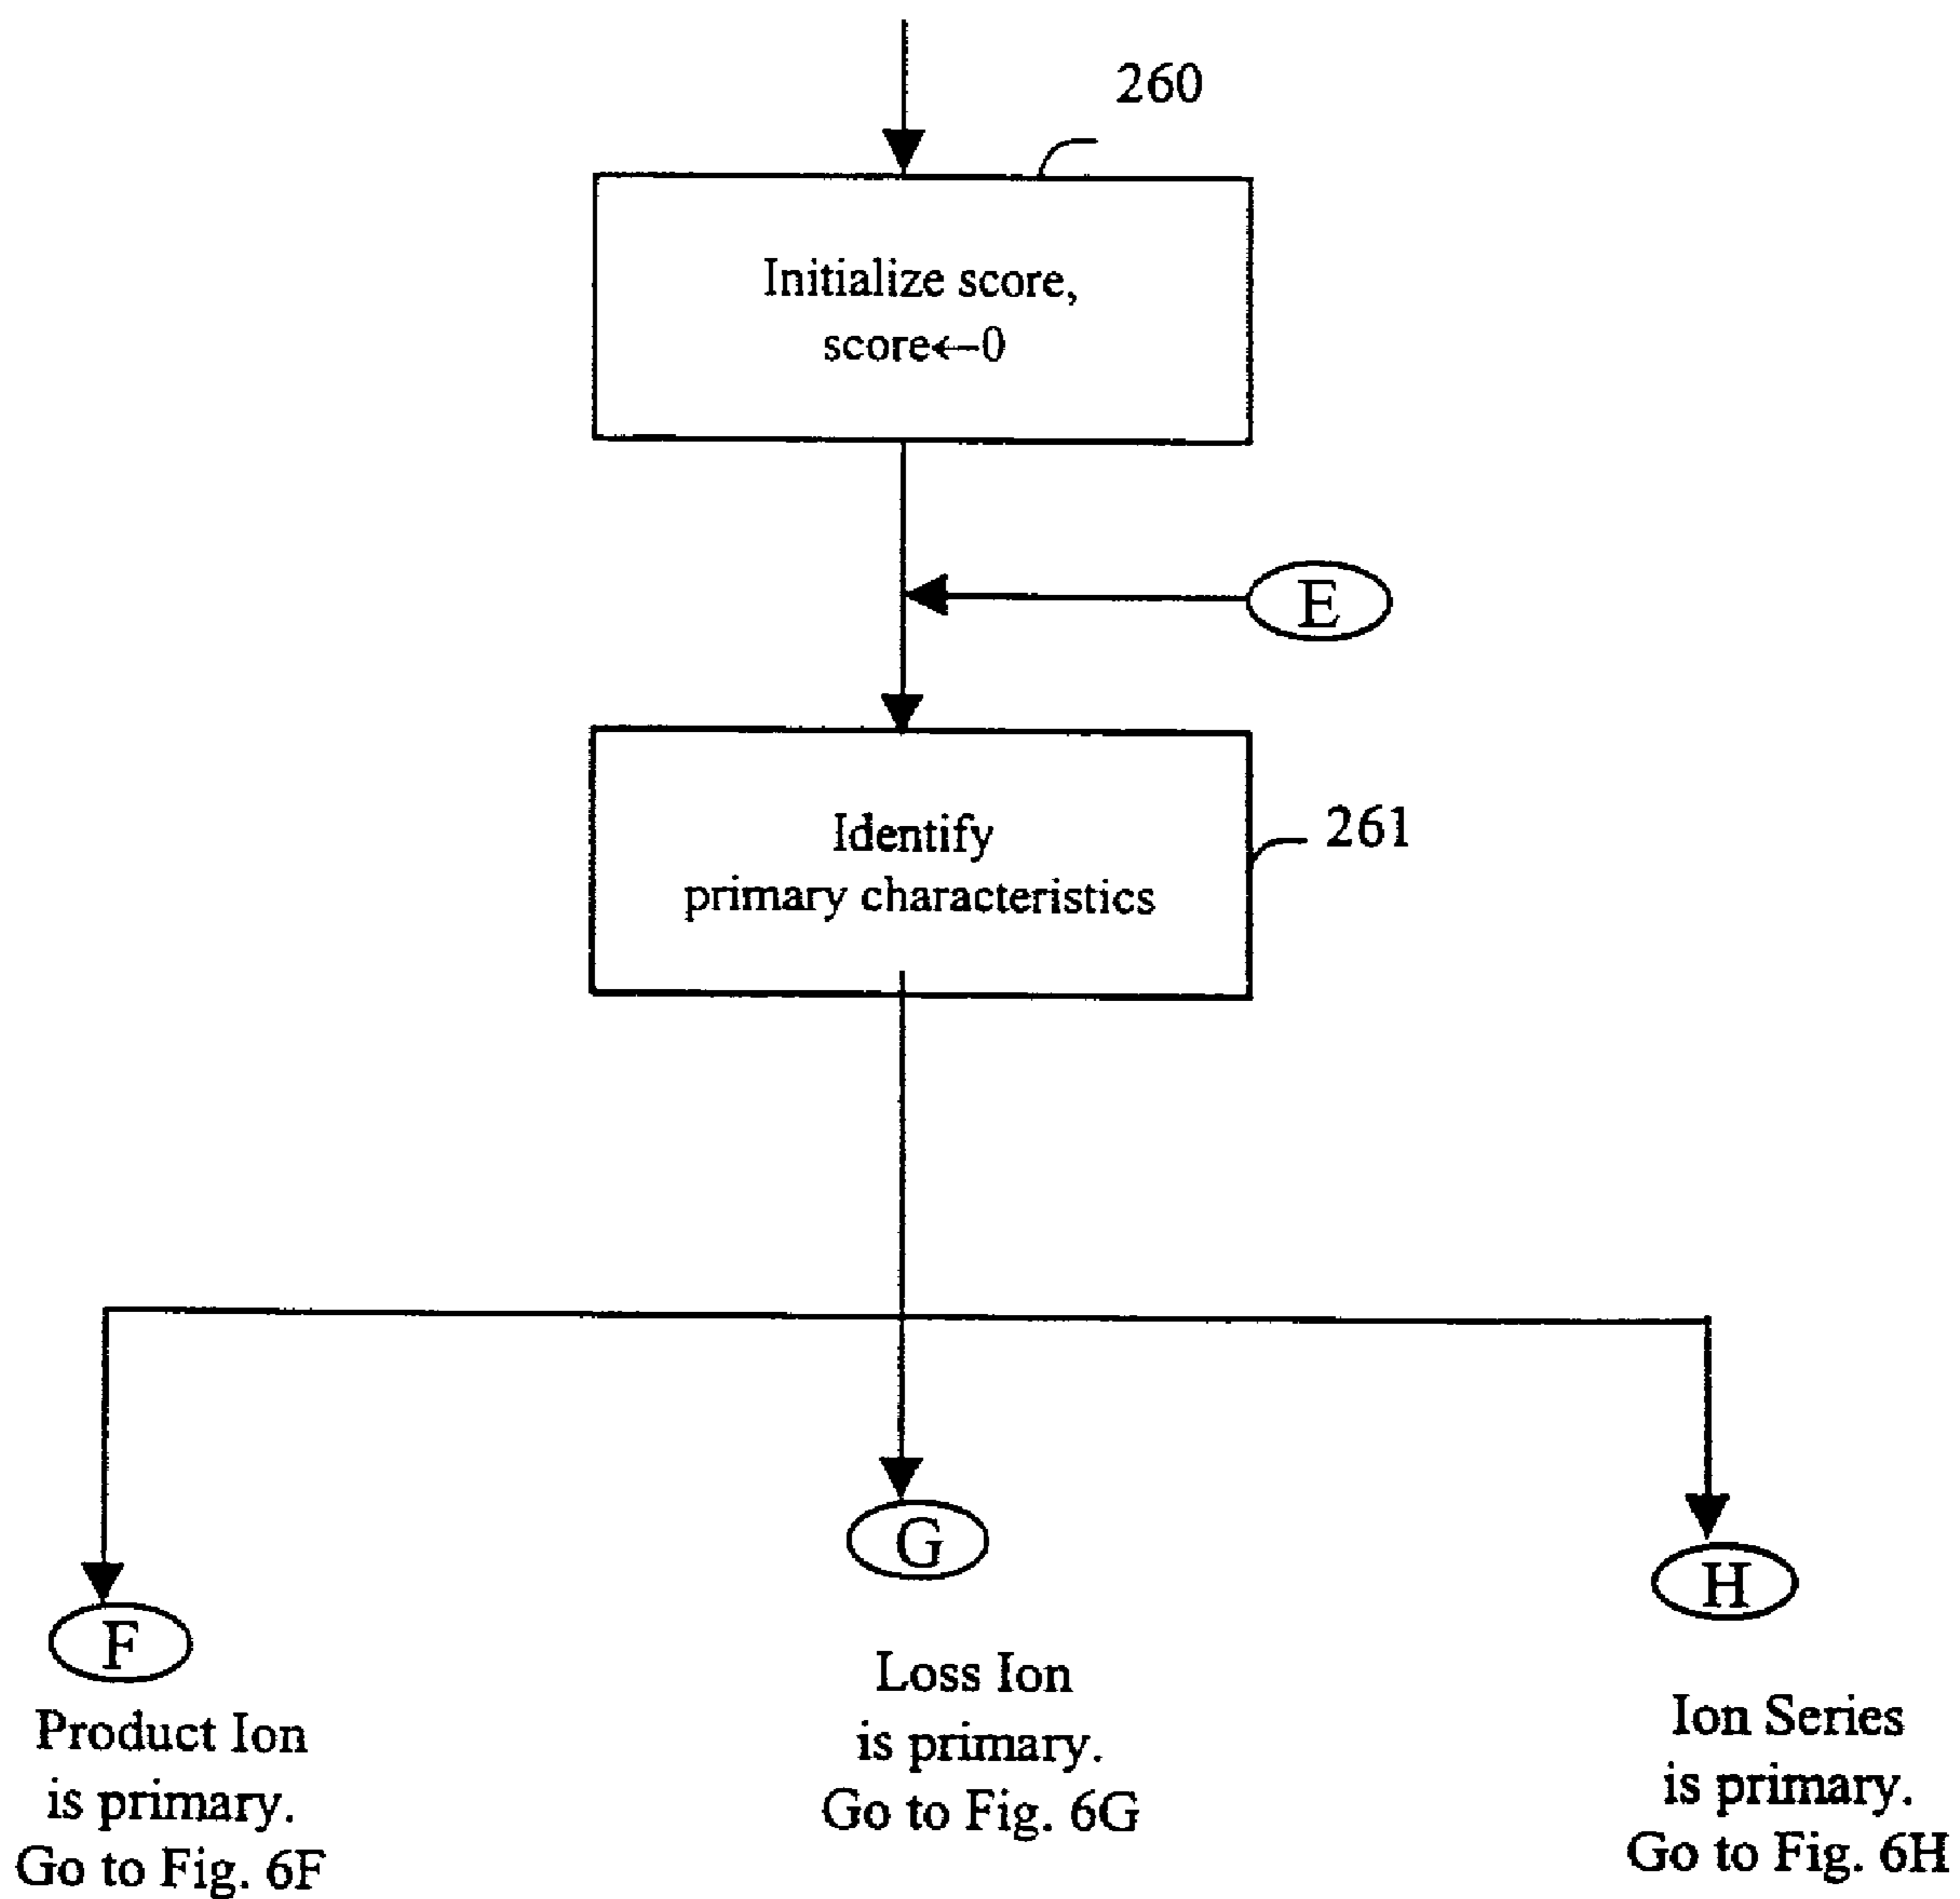 260
Initialize score,
score←0
E
Identify
primary characteristics
261
F
Product Ion
is primary.
Go to Fig. 6F
G
Loss Ion
is primary.
Go to Fig. 6G
H
Ion Series
is primary.
Go to Fig. 6H